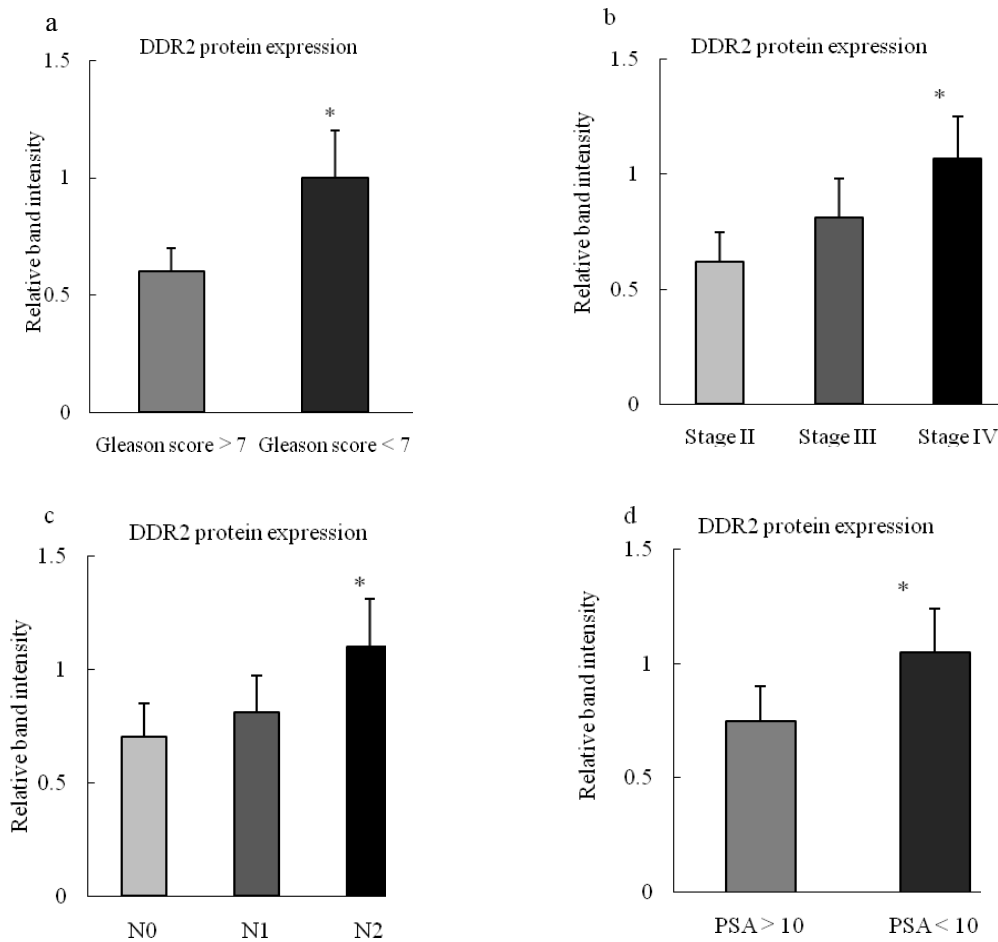 a
DDR2 protein expression
1.5
1
0.5
0
Relative band intensity
*
Gleason score > 7 Gleason score < 7
b
DDR2 protein expression
1.5
1
0.5
0
Relative band intensity
*
Stage II Stage III Stage IV
c
DDR2 protein expression
1.5
1
0.5
0
Relative band intensity
*
N0 N1 N2
d
DDR2 protein expression
1.5
1
0.5
0
Relative band intensity
*
PSA > 10 PSA < 10